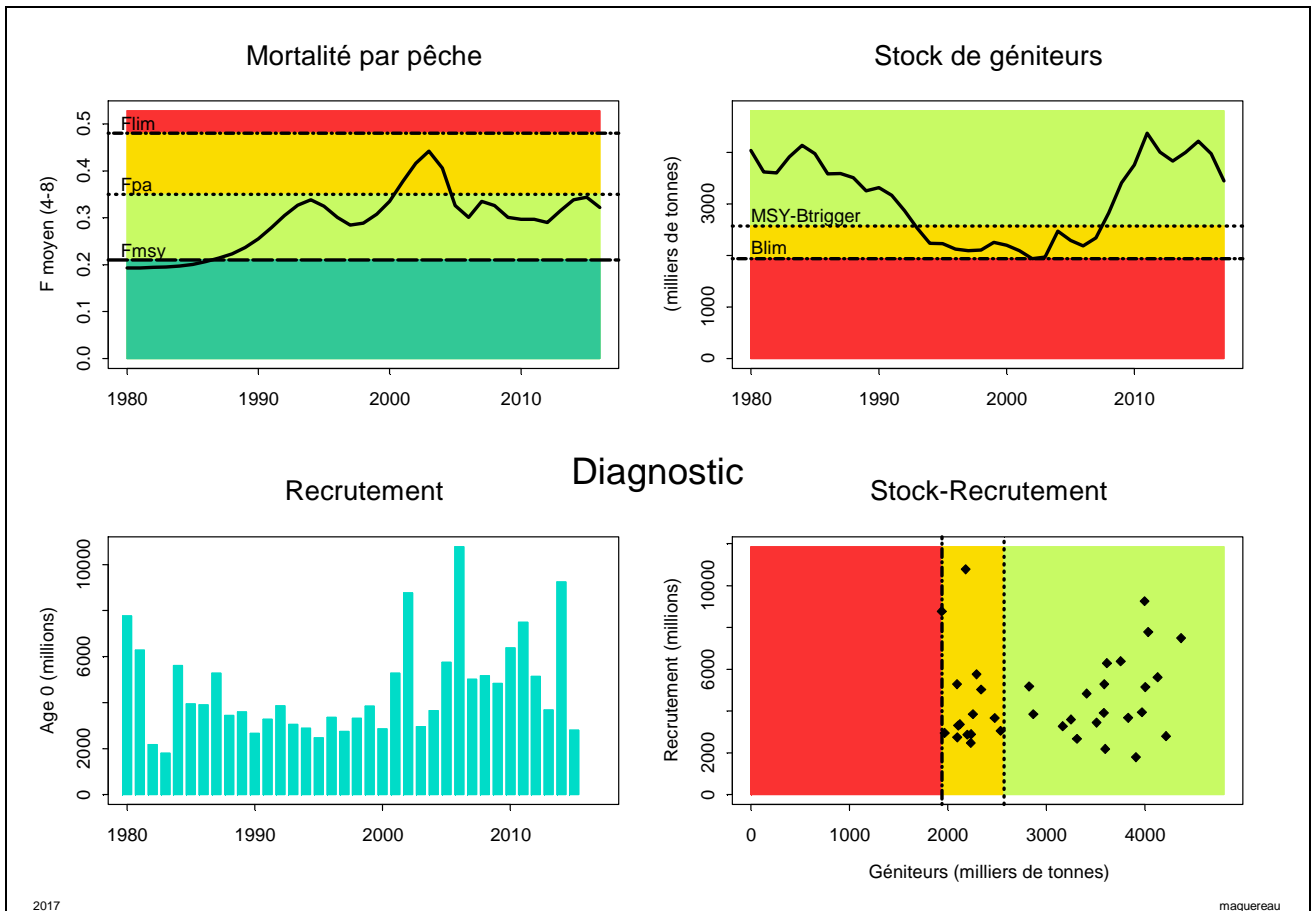 Mortalité par pêche
F moyen (4-8)
0.5
0.4
0.3
0.2
0.1
0.0
Flim
Fpa
Fmsy
1980
1990
2000
2010
Stock de géniteurs
(milliers de tonnes)
3000
1000
0
MSY-Btrigger
Blim
1980
1990
2000
2010
Diagnostic
Recrutement
Age 0 (millions)
10000
6000
2000
0
1980
1990
2000
2010
Stock-Recrutement
Recrutement (millions)
10000
6000
2000
0
0
1000
2000
3000
4000
Géniteurs (milliers de tonnes)
2017
maquereau